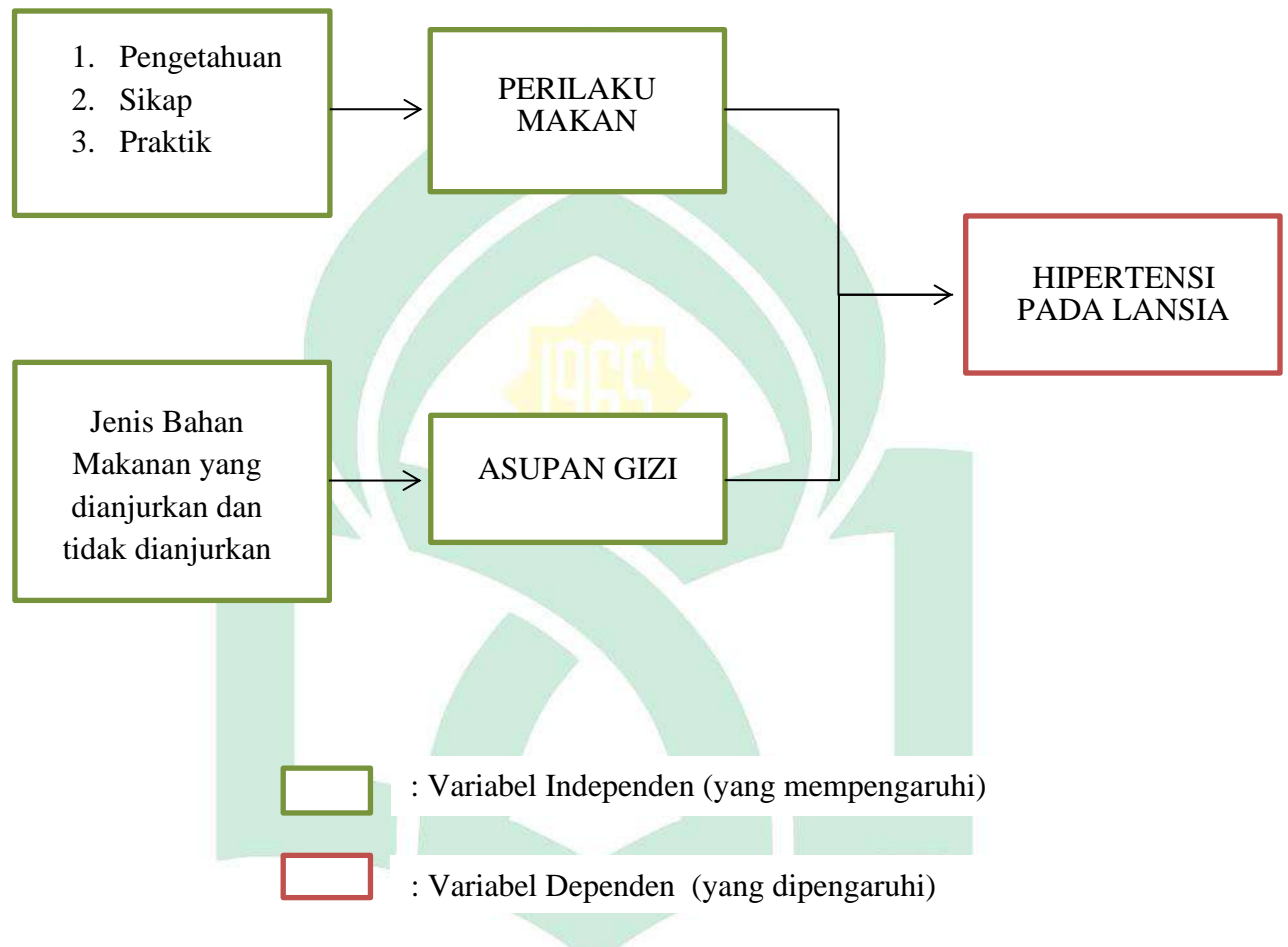 1. Pengetahuan
2. Sikap
3. Praktik
PERILAKU
MAKAN
HIPERTENSI
PADA LANSIA
1965
Jenis Bahan
Makanan yang
dianjurkan dan
tidak dianjurkan
ASUPAN GIZI
: Variabel Independen (yang mempengaruhi)
: Variabel Dependen (yang dipengaruhi)